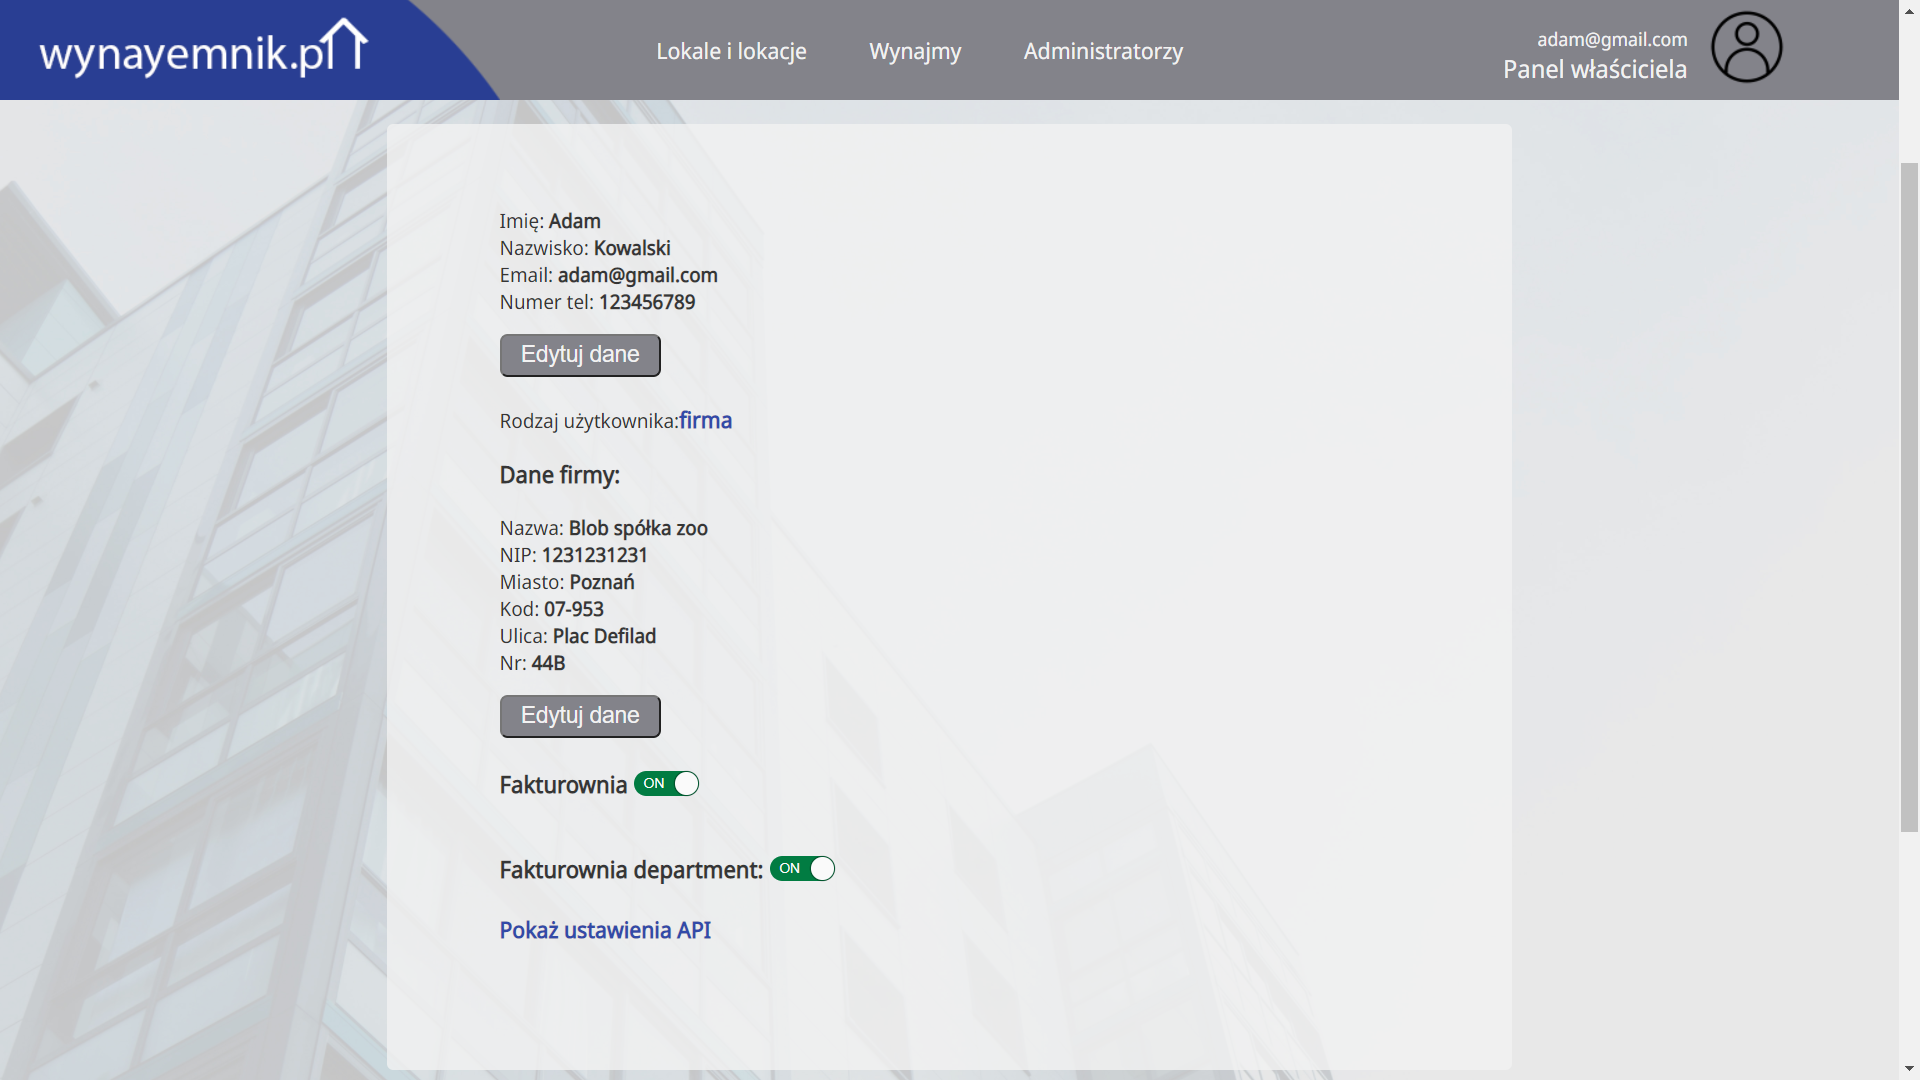 wynayemnik.pl
Lokale i lokacje
Wynajmy
Administratorzy
adam@gmail.com
Panel właściciela
Imię: Adam
Nazwisko: Kowalski
Email: adam@gmail.com
Numer tel: 123456789
Edytuj dane
Rodzaj użytkownika:firma
Dane firmy:
Nazwa: Blob spółka zoo
NIP: 1231231231
Miasto: Poznań
Kod: 07-953
Ulica: Plac Defilad
Nr: 44B
Edytuj dane
Fakturownia ON
Fakturownia department: ON
Pokaż ustawienia API